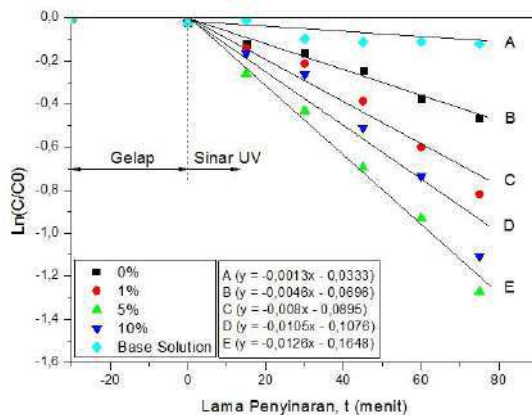 0,0
-0,2
-0,4
-0,6
-0,8
-1,0
-1,2
-1,4
-1,6
Ln(C/C0)
Gelap
Sinar UV
A
B
C
D
E
0%
1%
5%
10%
Base Solution
A (y = -0,0013x - 0,0333)
B (y = -0,0046x - 0,0696)
C (y = -0,008x - 0,0895)
D (y = -0,0105x - 0,1076)
E (y = -0,0126x - 0,1648)
-20
0
20
40
60
80
Lama Penyinaran, t (menit)